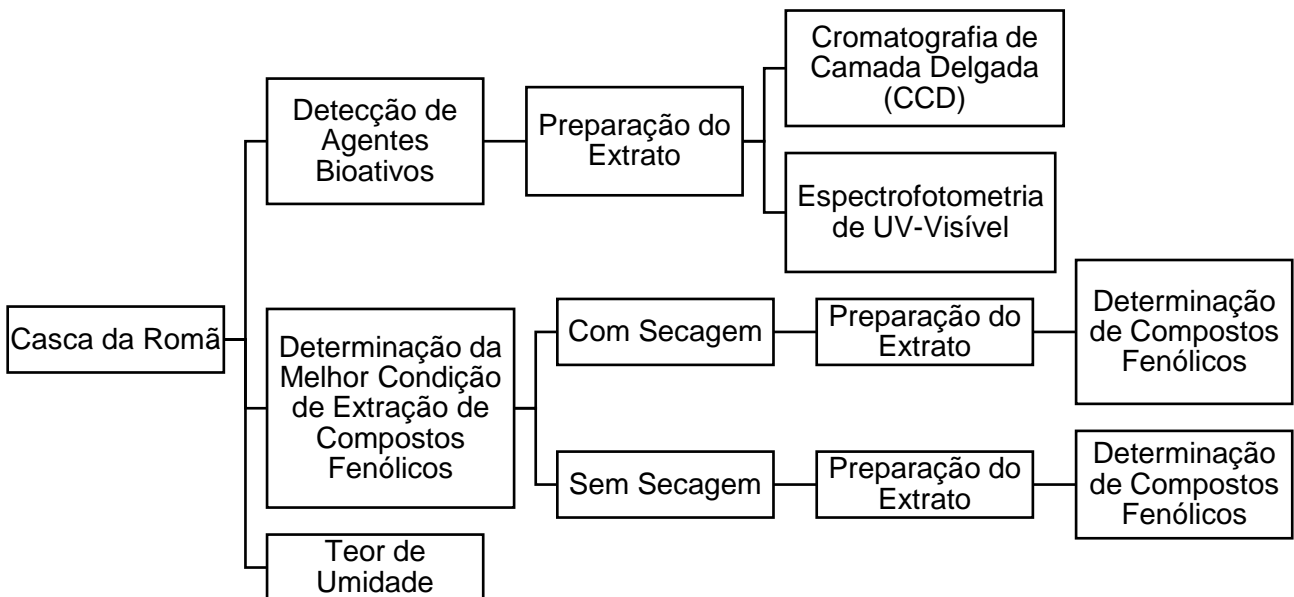 Casca da Romã
Detecção de
Agentes
Bioativos
Preparação do
Extrato
Cromatografia de
Camada Delgada
(CCD)
Espectrofotometria
de UV-Visível
Determinação da
Melhor Condição
de Extração de
Compostos
Fenólicos
Com Secagem
Preparação do
Extrato
Determinação
de Compostos
Fenólicos
Sem Secagem
Preparação do
Extrato
Determinação
de Compostos
Fenólicos
Teor de
Umidade